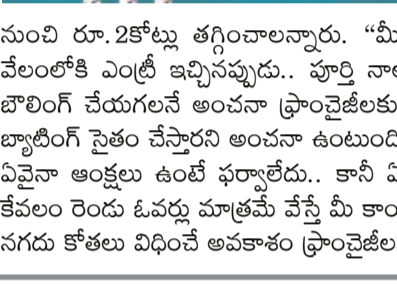 నుంచి రూ. 2కోట్లు తగ్గించాలన్నారు. “మీ
వేలంలోకి ఎంట్రీ ఇచ్చినప్పుడు.. పూర్తి
బౌలింగ్ చేయగలనే అంచనా ఫ్రాంచైజీలకు
బ్యాటింగ్ సైతం చేస్తారని అంచనా
ఏవైనా ఆంక్షలు ఉంటే ఫర్వాలేదు.. కానీ
కేవలం రెండు ఓవర్లు మాత్రమే వేస్తే మీ
నగదు కోతలు విధించే అవకాశం